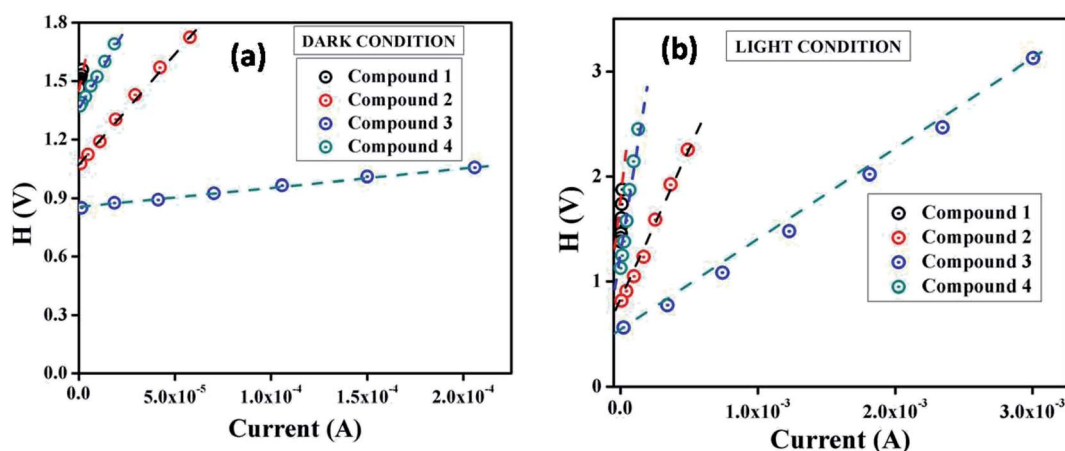 (a)
DARK CONDITION
Compound 1
Compound 2
Compound 3
Compound 4
H (V)
1.8
1.5
1.2
0.9
0.6
0.3
0.0
0.0
5.0x10⁻⁵
1.0x10⁻⁴
1.5x10⁻⁴
2.0x10⁻⁴
Current (A)
(b)
LIGHT CONDITION
Compound 1
Compound 2
Compound 3
Compound 4
H (V)
3
2
1
0
0.0
1.0x10⁻³
2.0x10⁻³
3.0x10⁻³
Current (A)